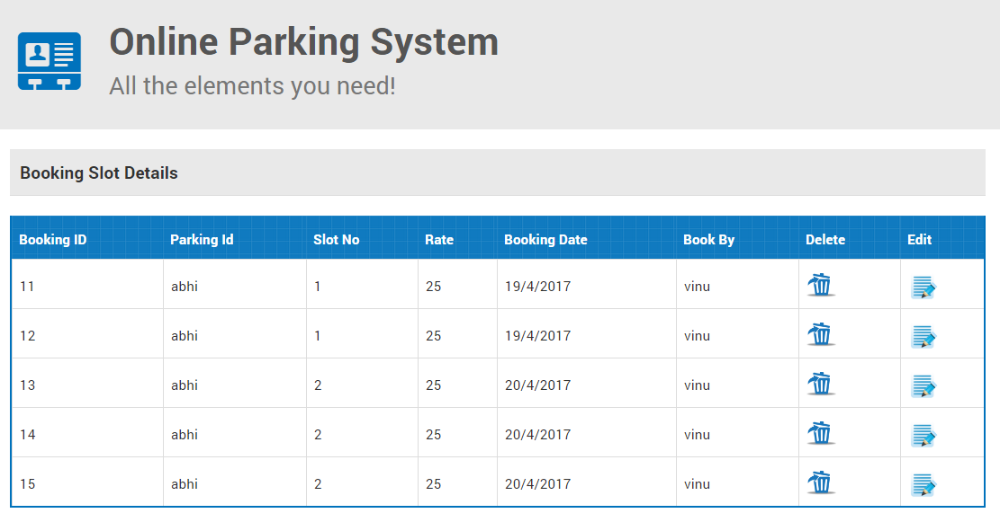 Online Parking System
All the elements you need!
Booking Slot Details
Booking ID Parking Id Slot No Rate Booking Date Book By Delete Edit
11 abhi 1 25 19/4/2017 vinu
12 abhi 1 25 19/4/2017 vinu
13 abhi 2 25 20/4/2017 vinu
14 abhi 2 25 20/4/2017 vinu
15 abhi 2 25 20/4/2017 vinu